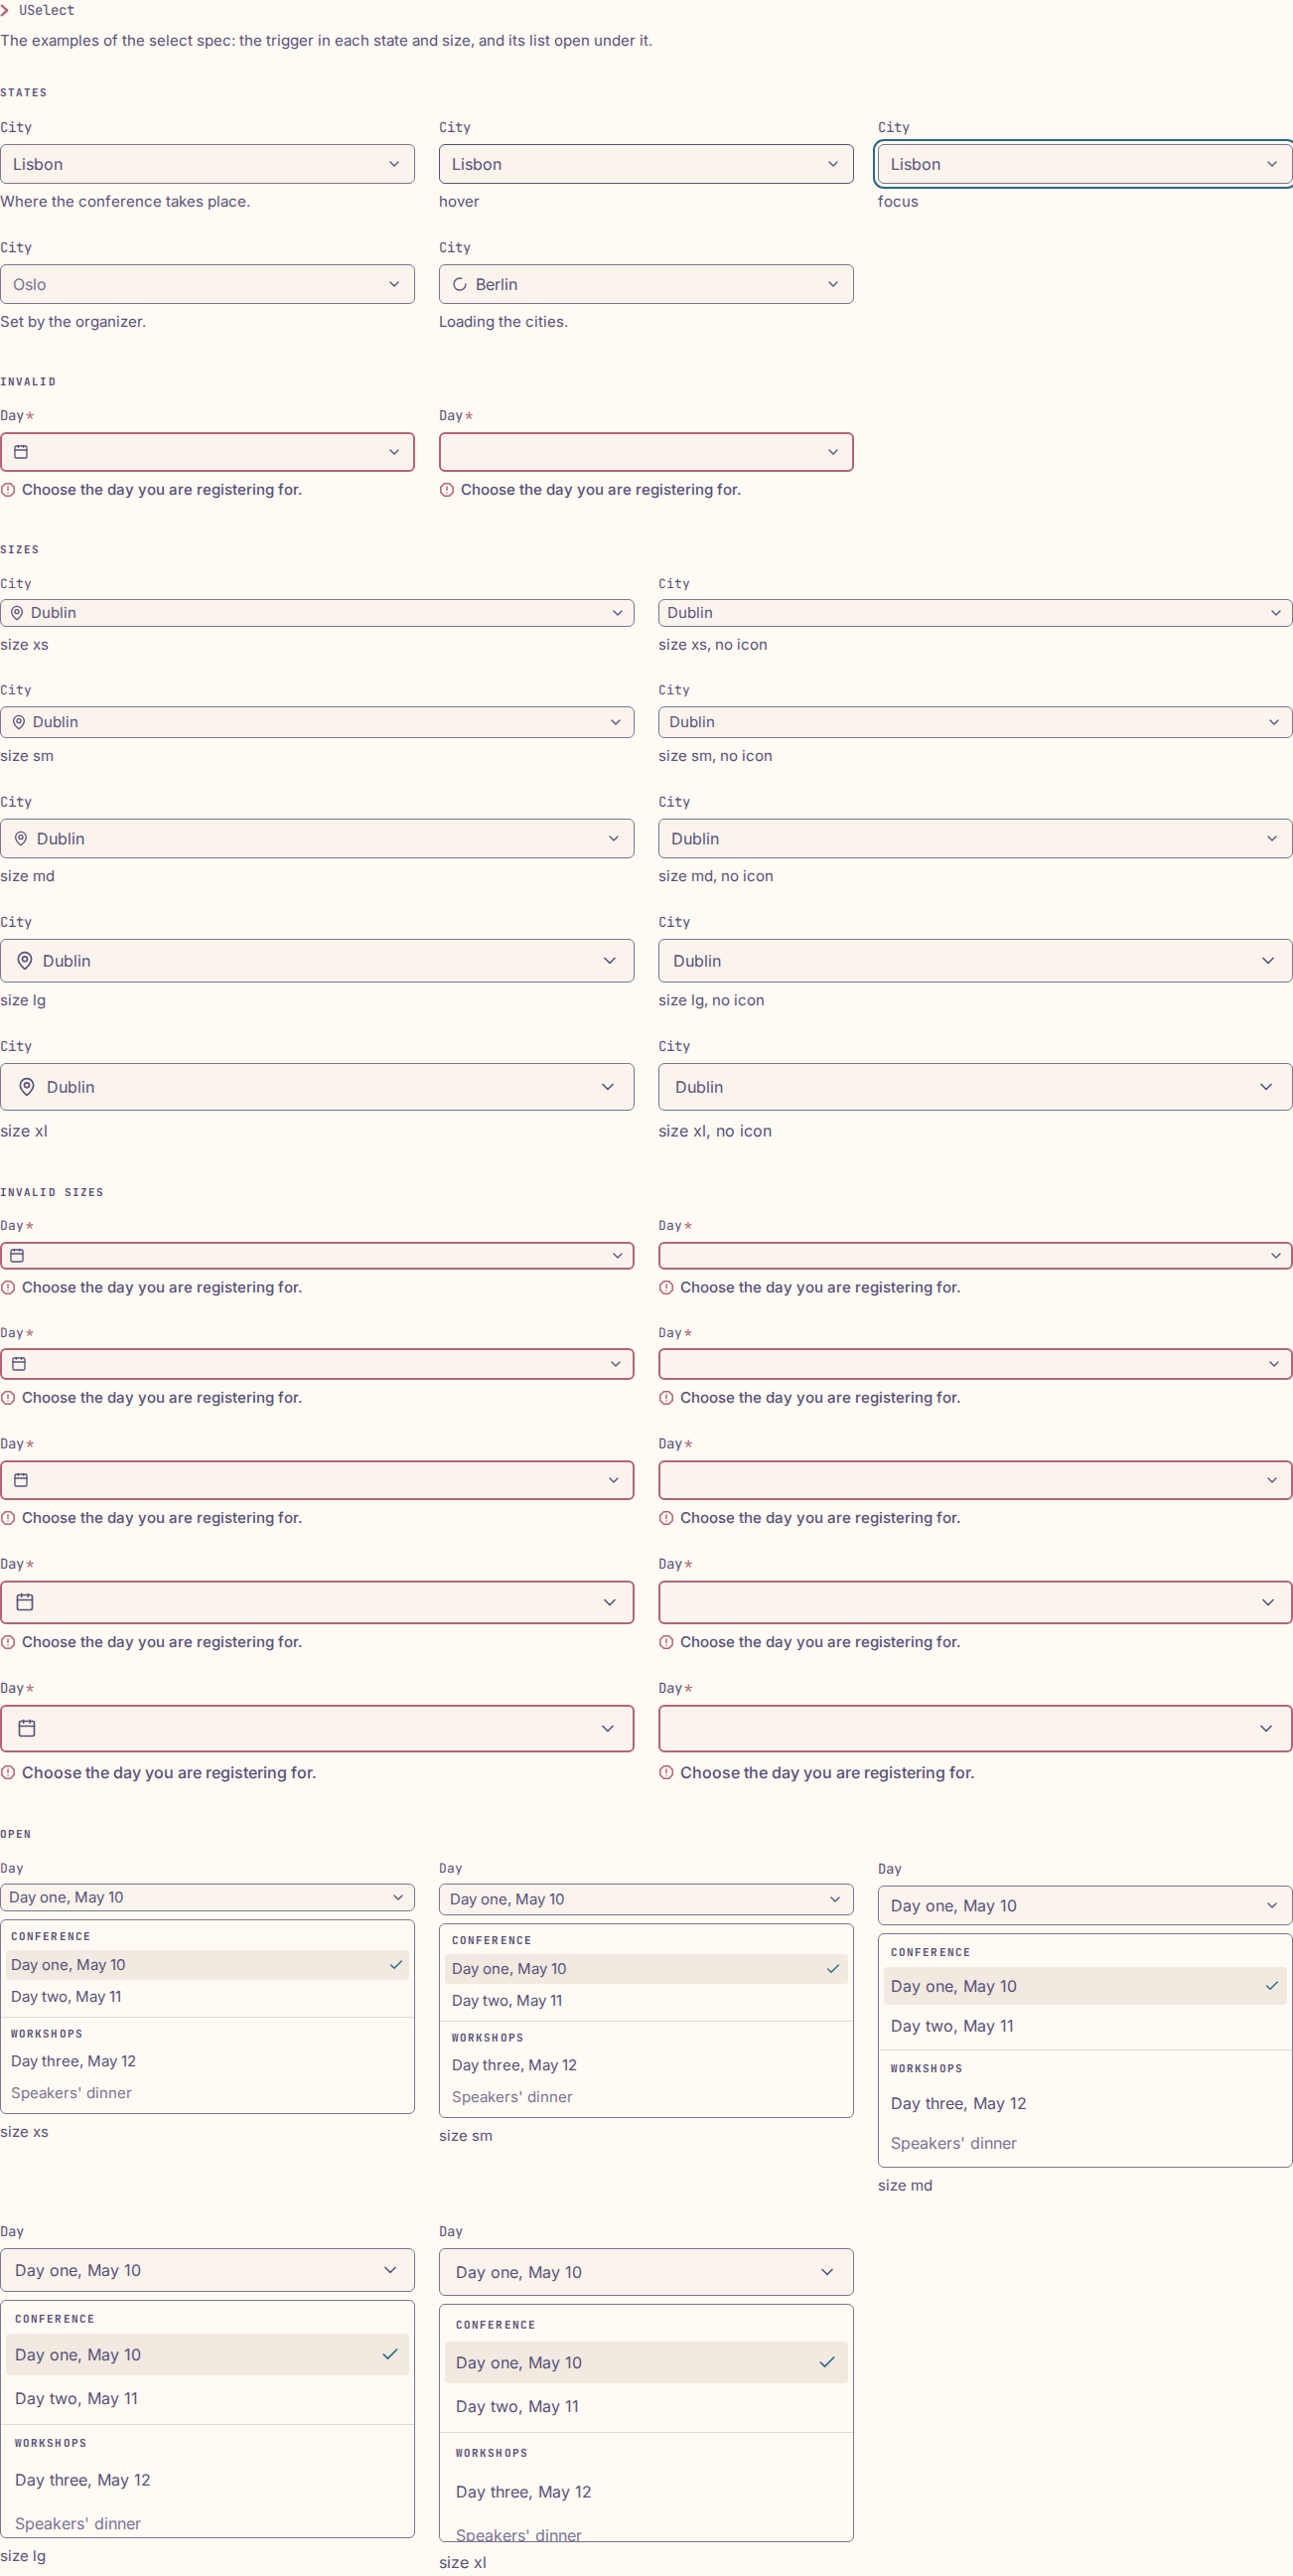 USelect
The examples of the select spec: the trigger in each state and size, and its list open under it.
STATES
City
City
City
Lisbon
Lisbon
Lisbon
Where the conference takes place.
hover
focus
City
City
Oslo
Berlin
Set by the organizer.
Loading the cities.
INVALID
Day*
Day*
Choose the day you are registering for.
Choose the day you are registering for.
SIZES
City
City
Dublin
Dublin
size xs
size xs, no icon
City
City
Dublin
Dublin
size sm
size sm, no icon
City
City
Dublin
Dublin
size md
size md, no icon
City
City
Dublin
Dublin
size lg
size lg, no icon
City
City
Dublin
Dublin
size xl
size xl, no icon
INVALID SIZES
Day*
Day*
Choose the day you are registering for.
Choose the day you are registering for.
Day*
Day*
Choose the day you are registering for.
Choose the day you are registering for.
Day*
Day*
Choose the day you are registering for.
Choose the day you are registering for.
Day*
Day*
Choose the day you are registering for.
Choose the day you are registering for.
Day*
Day*
Choose the day you are registering for.
Choose the day you are registering for.
OPEN
Day
Day one, May 10
CONFERENCE
Day one, May 10
Day two, May 11
WORKSHOPS
Day three, May 12
Speakers' dinner
size xs
Day
Day one, May 10
CONFERENCE
Day one, May 10
Day two, May 11
WORKSHOPS
Day three, May 12
Speakers' dinner
size sm
Day
Day one, May 10
CONFERENCE
Day one, May 10
Day two, May 11
WORKSHOPS
Day three, May 12
Speakers' dinner
size md
Day
Day one, May 10
CONFERENCE
Day one, May 10
Day two, May 11
WORKSHOPS
Day three, May 12
Speakers' dinner
size lg
Day
Day one, May 10
CONFERENCE
Day one, May 10
Day two, May 11
WORKSHOPS
Day three, May 12
Speakers' dinner
size xl